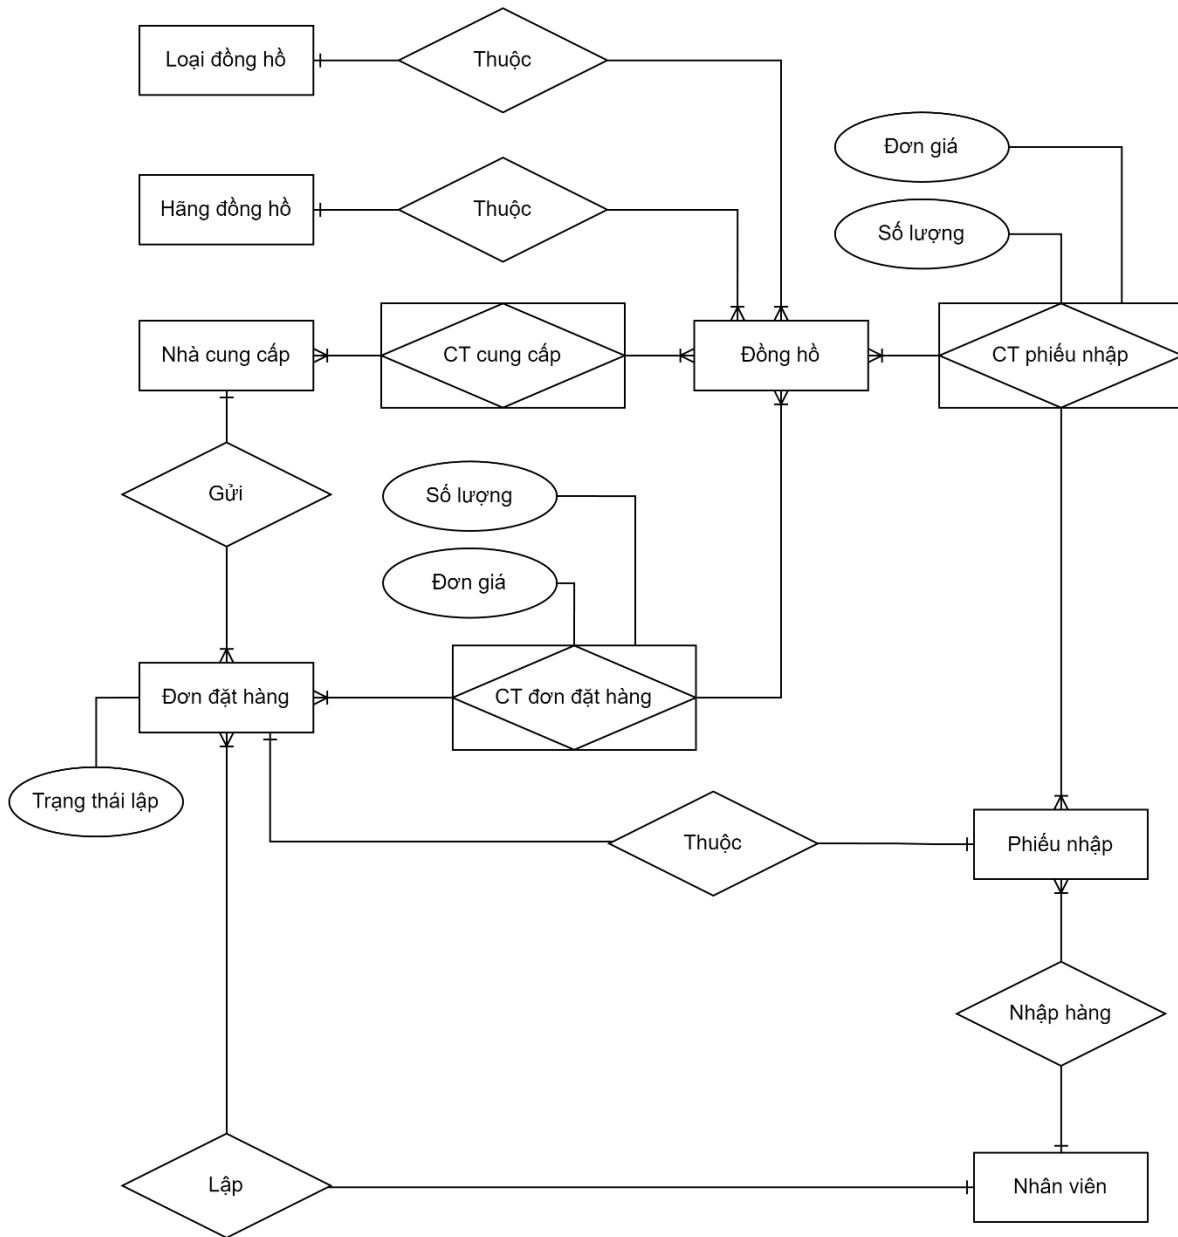 Loại đồng hồ
Thuộc
Đơn giá
Hãng đồng hồ
Thuộc
Số lượng
Nhà cung cấp
CT cung cấp
Đồng hồ
CT phiếu nhập
Gửi
Số lượng
Đơn giá
Đơn đặt hàng
CT đơn đặt hàng
Trạng thái lập
Thuộc
Phiếu nhập
Nhập hàng
Lập
Nhân viên